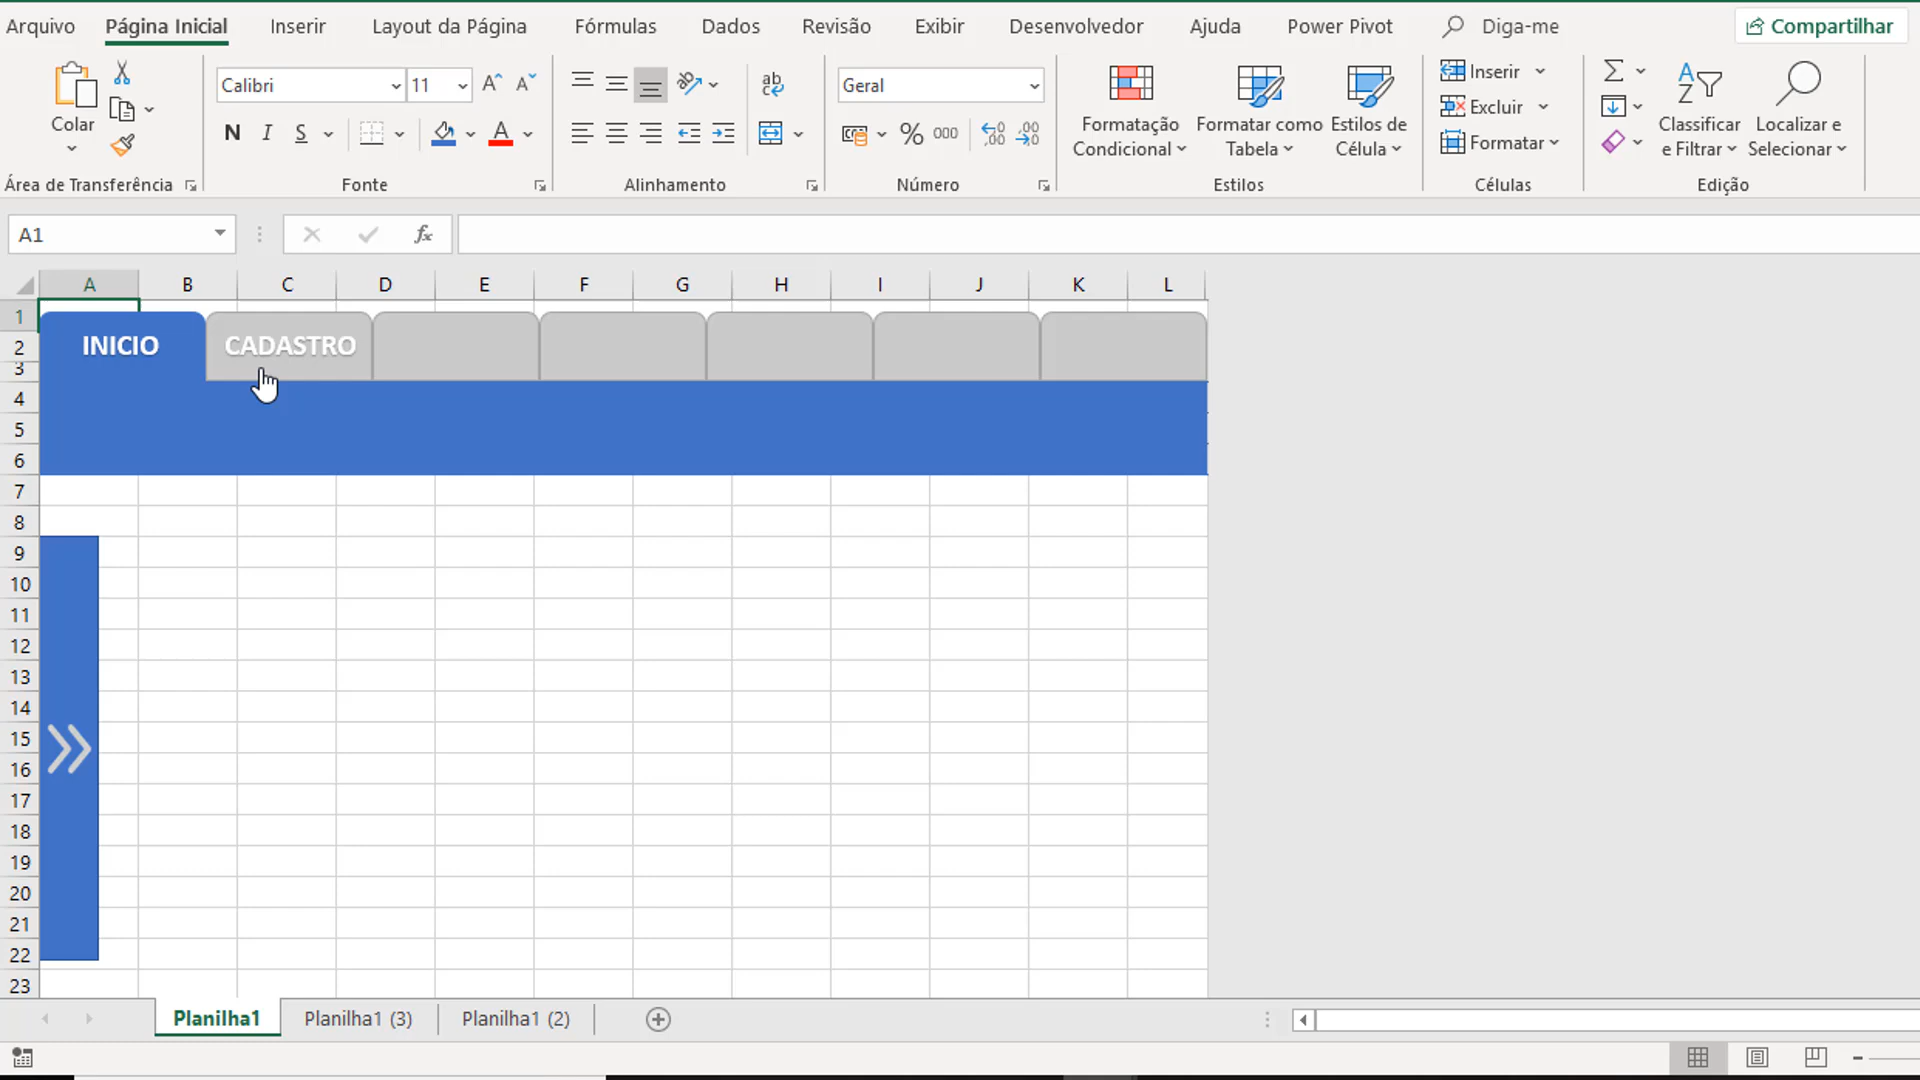 Arquivo Página Inicial Inserir Layout da Página Fórmulas Dados Revisão Exibir Desenvolvedor Ajuda Power Pivot Diga-me Compartilhar
Colar
Área de Transferência
Calibri 11
N I S
Fonte
ab
Alinhamento
Geral
% 000
Número
Formatação Condicional
Formatar como Tabela
Estilos de Célula
Estilos
Inserir
Excluir
Formatar
Células
Classificar e Filtrar
Localizar e Selecionar
Edição
A1 fx
A B C D E F G H I J K L
1
2 INICIO CADASTRO
3
4
5
6
7
8
9
10
11
12
13
14
15
16
17
18
19
20
21
22
23
Planilha1 Planilha1 (3) Planilha1 (2)